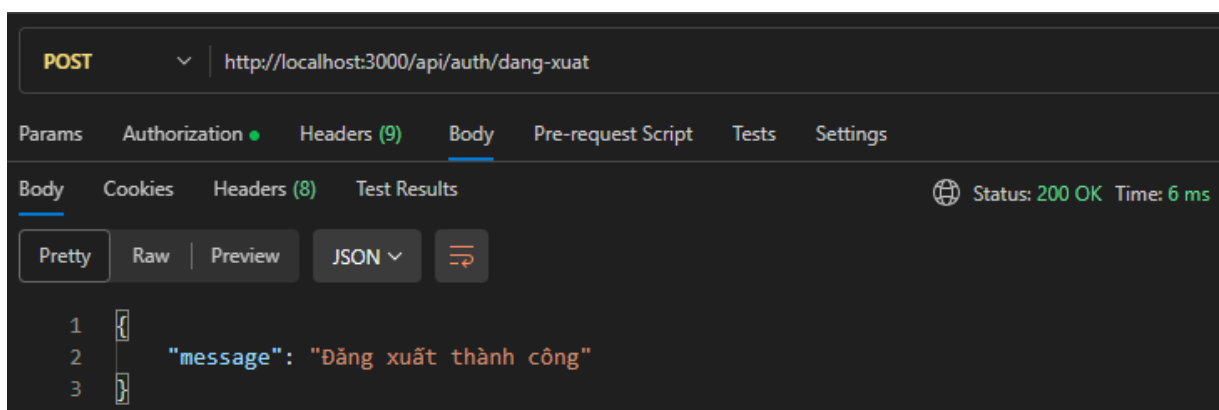 POST http://localhost:3000/api/auth/dang-xuat
Params Authorization Headers (9) Body Pre-request Script Tests Settings
Body Cookies Headers (8) Test Results Status: 200 OK Time: 6 ms
Pretty Raw Preview JSON
1 {
2 "message": "Đăng xuất thành công"
3 }